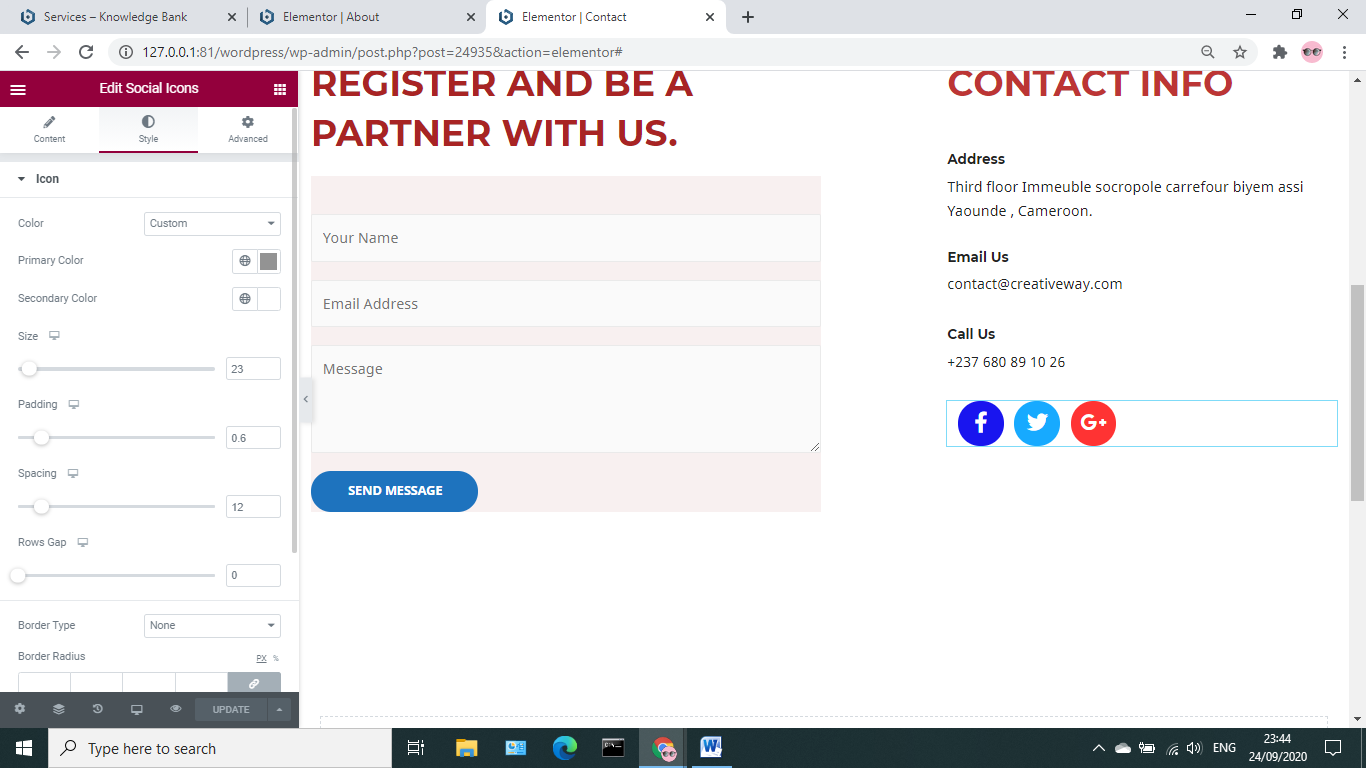 Services – Knowledge Bank
Elementor | About
Elementor | Contact
127.0.0.1:81/wordpress/wp-admin/post.php?post=24935&action=elementor#
Edit Social Icons
Content
Style
Advanced
Icon
Color
Custom
Primary Color
Secondary Color
Size
23
Padding
0.6
Spacing
12
Rows Gap
0
Border Type
None
Border Radius
PX %
UPDATE
REGISTER AND BE A
PARTNER WITH US.
Your Name
Email Address
Message
SEND MESSAGE
CONTACT INFO
Address
Third floor Immeuble socropole carrefour biyem assi
Yaounde , Cameroon.
Email Us
contact@creativeway.com
Call Us
+237 680 89 10 26
Type here to search
ENG
23:44
24/09/2020